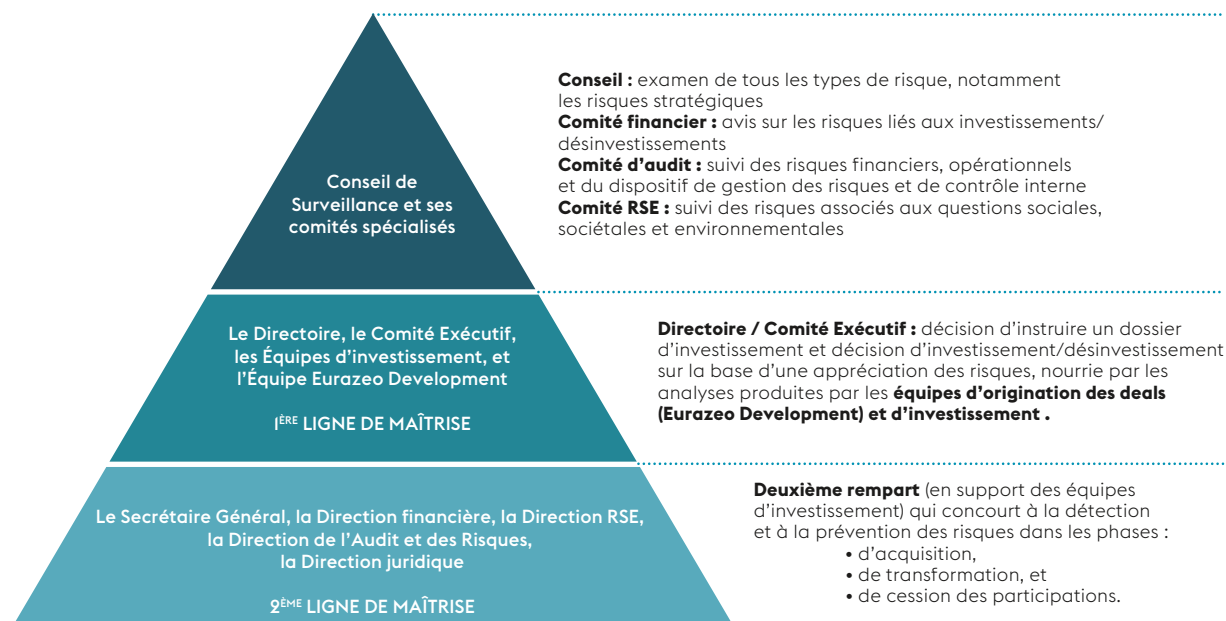 Conseil de
Surveillance et ses
comités spécialisés
Conseil : examen de tous les types de risque, notamment
les risques stratégiques
Comité financier : avis sur les risques liés aux investissements/
désinvestissements
Comité d'audit : suivi des risques financiers, opérationnels
et du dispositif de gestion des risques et de contrôle interne
Comité RSE : suivi des risques associés aux questions sociales,
sociétales et environnementales
Le Directoire, le Comité Exécutif,
les Équipes d'investissement, et
l'Équipe Eurazeo Development
1ÈRE LIGNE DE MAÎTRISE
Directoire / Comité Exécutif : décision d'instruire un dossier
d'investissement et décision d'investissement/désinvestissement
sur la base d'une appréciation des risques, nourrie par les
analyses produites par les équipes d'origination des deals
(Eurazeo Development) et d'investissement .
Le Secrétaire Général, la Direction financière, la Direction RSE,
la Direction de l'Audit et des Risques,
la Direction juridique
2ÈME LIGNE DE MAÎTRISE
Deuxième rempart (en support des équipes
d'investissement) qui concourt à la détection
et à la prévention des risques dans les phases :
• d'acquisition,
• de transformation, et
• de cession des participations.